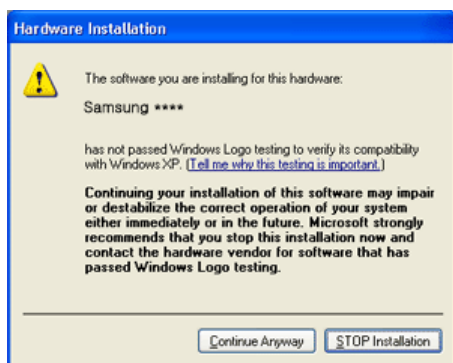 Hardware Installation
The software you are installing for this hardware:
Samsung ****
has not passed Windows Logo testing to verify its compatibility
with Windows XP. (Tell me why this testing is important.)
Continuing your installation of this software may impair
or destabilize the correct operation of your system
either immediately or in the future. Microsoft strongly
recommends that you stop this installation now and
contact the hardware vendor for software that has
passed Windows Logo testing.
Continue Anyway
STOP Installation